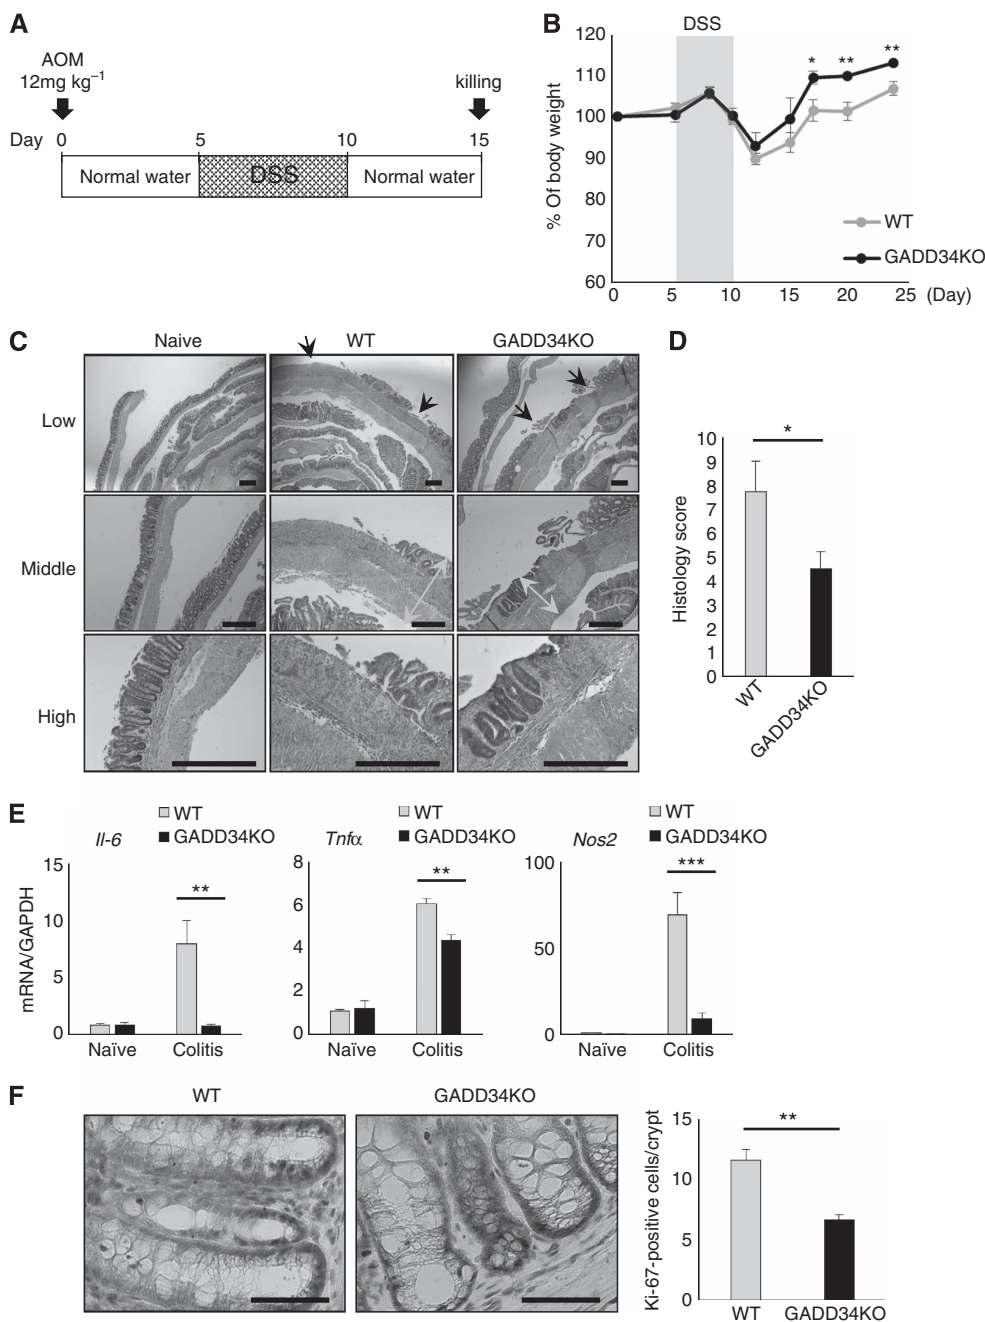 A
AOM
12mg kg–1
killing
Day 0 5 10 15
Normal water DSS Normal water
B
DSS
% Of body weight
120
110
100
90
80
70
60
* ** **
WT
GADD34KO
0 5 10 15 20 25 (Day)
C
Naive WT GADD34KO
Low
Middle
High
D
Histology score
10
9
8
7
6
5
4
3
2
1
0
*
WT
GADD34KO
E
mRNA/GAPDH
Il-6
WT
GADD34KO
15
10
5
0
**
Naïve Colitis
Tnfα
WT
GADD34KO
8
6
4
2
0
**
Naïve Colitis
Nos2
WT
GADD34KO
100
50
0
***
Naïve Colitis
F
WT GADD34KO
Ki-67-positive cells/crypt
15
10
5
0
**
WT GADD34KO